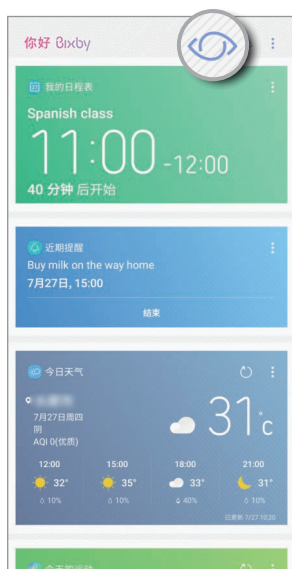 你好 Bixby
我的日程表
Spanish class
11:00 -12:00
40 分钟 后开始
近期提醒
Buy milk on the way home
7月27日, 15:00
结束
今日天气
7月27日周四
阴
AQI 0(优质)
31°c
12:00 15:00 18:00 21:00
32° 35° 33° 31°
10% 10% 40% 10%
已更新 7/27 10:20